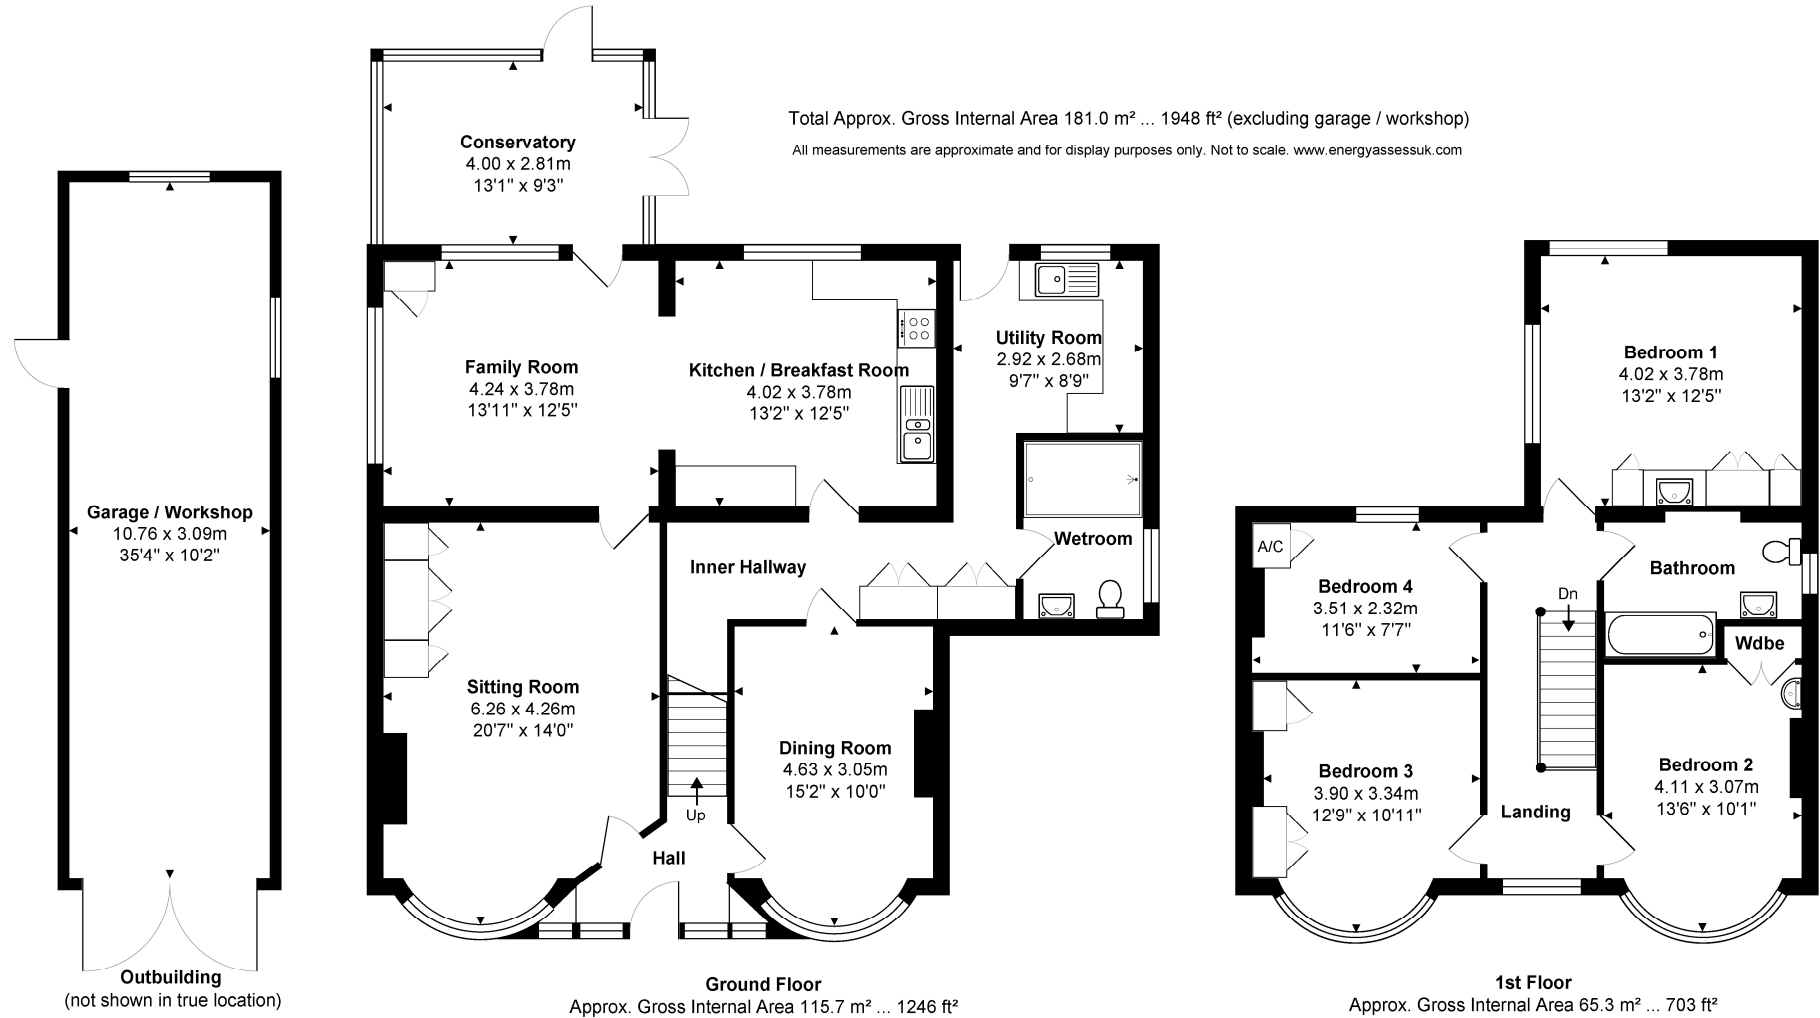 Total Approx. Gross Internal Area 181.0 m² ... 1948 ft² (excluding garage / workshop)
All measurements are approximate and for display purposes only. Not to scale. www.energyassessuk.com
Conservatory
4.00 x 2.81m
13'1" x 9'3"
Family Room
4.24 x 3.78m
13'11" x 12'5"
Kitchen / Breakfast Room
4.02 x 3.78m
13'2" x 12'5"
Utility Room
2.92 x 2.68m
9'7" x 8'9"
Garage / Workshop
10.76 x 3.09m
35'4" x 10'2"
Inner Hallway
Wetroom
Sitting Room
6.26 x 4.26m
20'7" x 14'0"
Dining Room
4.63 x 3.05m
15'2" x 10'0"
Up
Hall
Outbuilding
(not shown in true location)
Ground Floor
Approx. Gross Internal Area 115.7 m² ... 1246 ft²
Bedroom 1
4.02 x 3.78m
13'2" x 12'5"
A/C
Bedroom 4
3.51 x 2.32m
11'6" x 7'7"
Dn
Bathroom
Wdbe
Bedroom 3
3.90 x 3.34m
12'9" x 10'11"
Landing
Bedroom 2
4.11 x 3.07m
13'6" x 10'1"
1st Floor
Approx. Gross Internal Area 65.3 m² ... 703 ft²